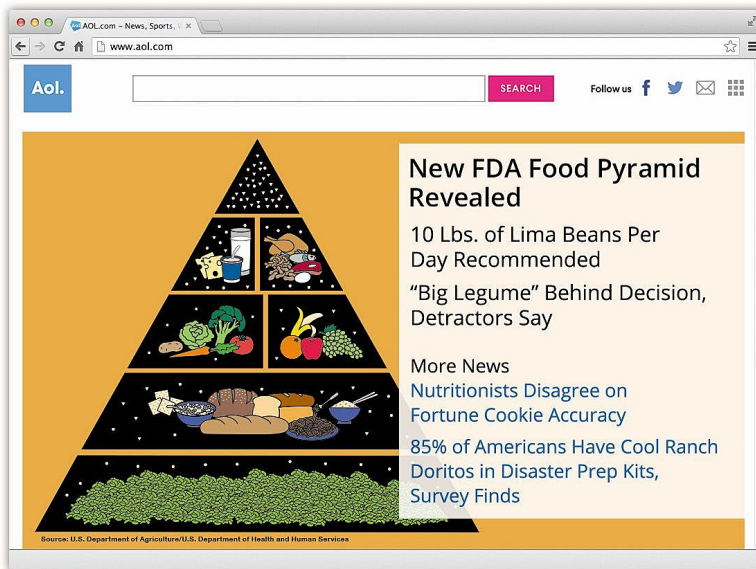 AOL.com - News, Sports,
www.aol.com
Aol.
SEARCH
Follow us
New FDA Food Pyramid
Revealed
10 Lbs. of Lima Beans Per
Day Recommended
“Big Legume” Behind Decision,
Detractors Say
More News
Nutritionists Disagree on
Fortune Cookie Accuracy
85% of Americans Have Cool Ranch
Doritos in Disaster Prep Kits,
Survey Finds
Source: U.S. Department of Agriculture/U.S. Department of Health and Human Services